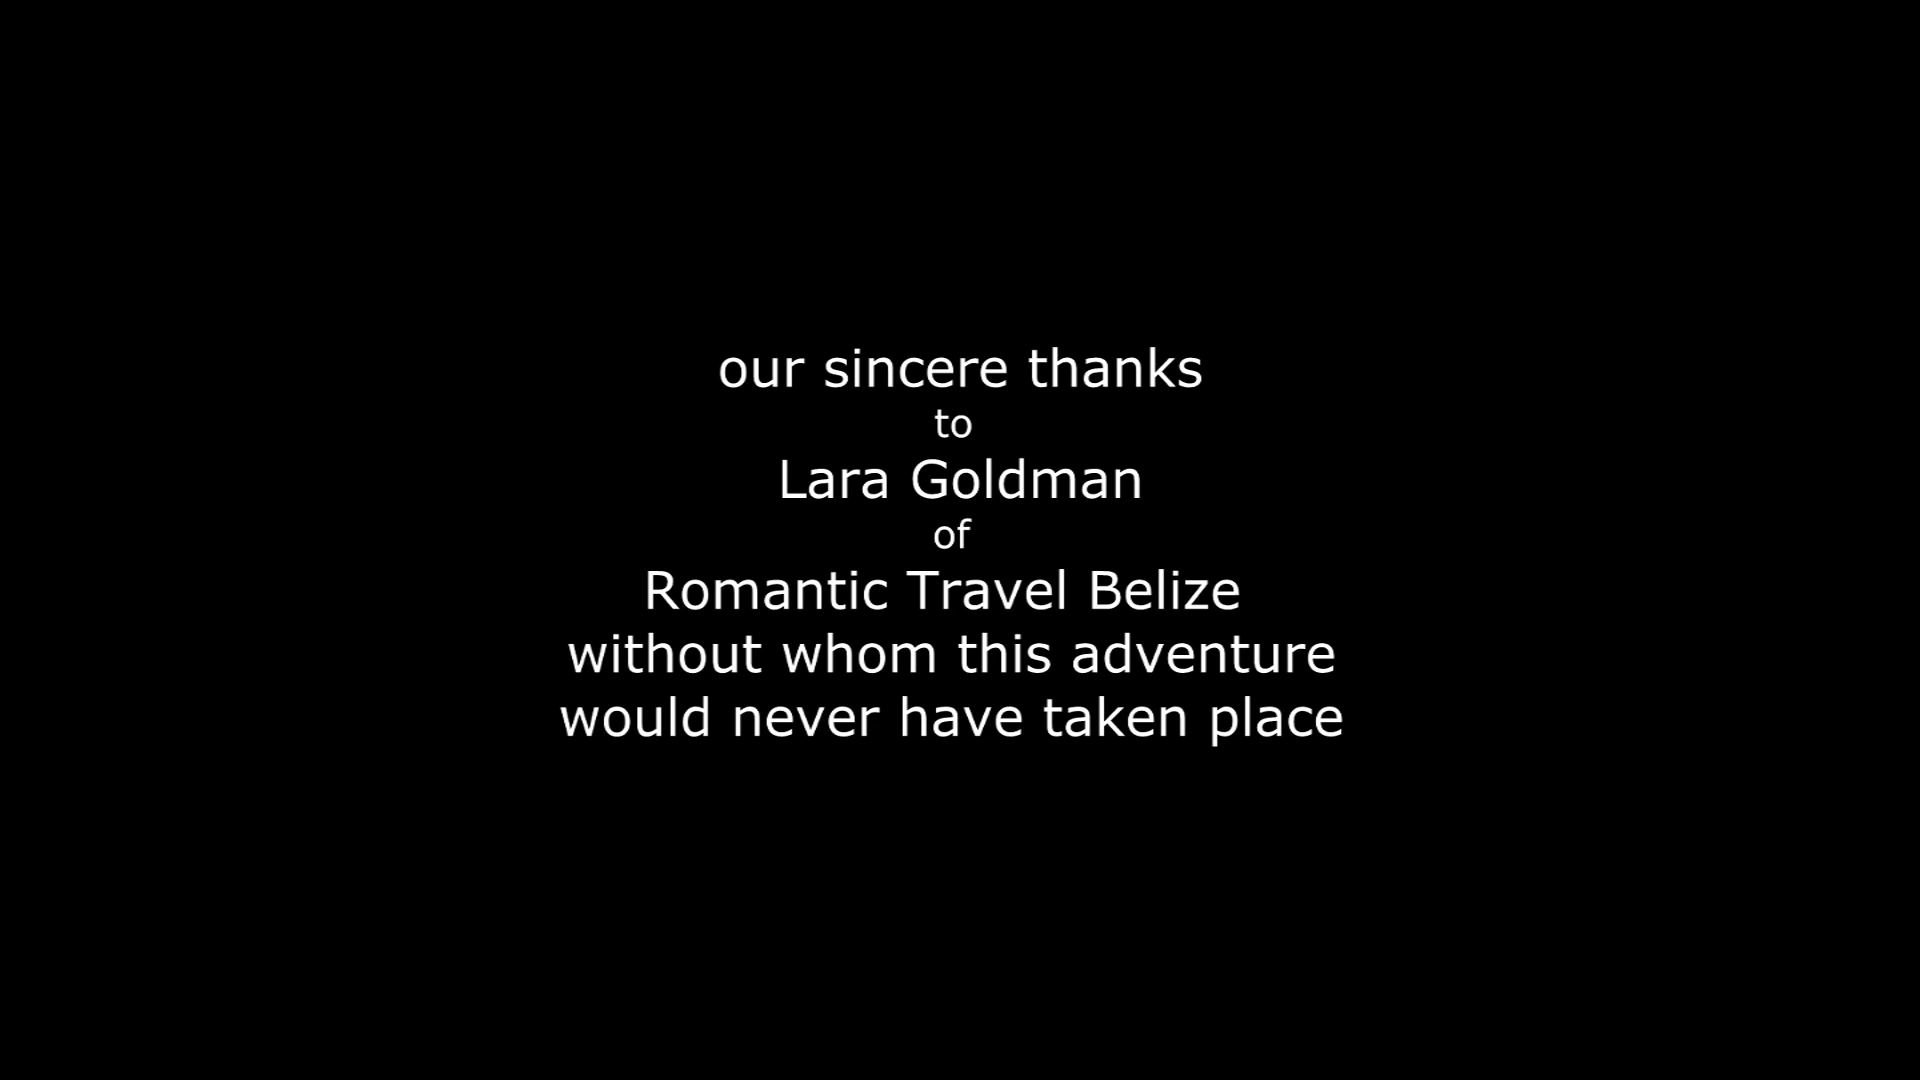 our sincere thanks
to
Lara Goldman
of
Romantic Travel Belize
without whom this adventure
would never have taken place